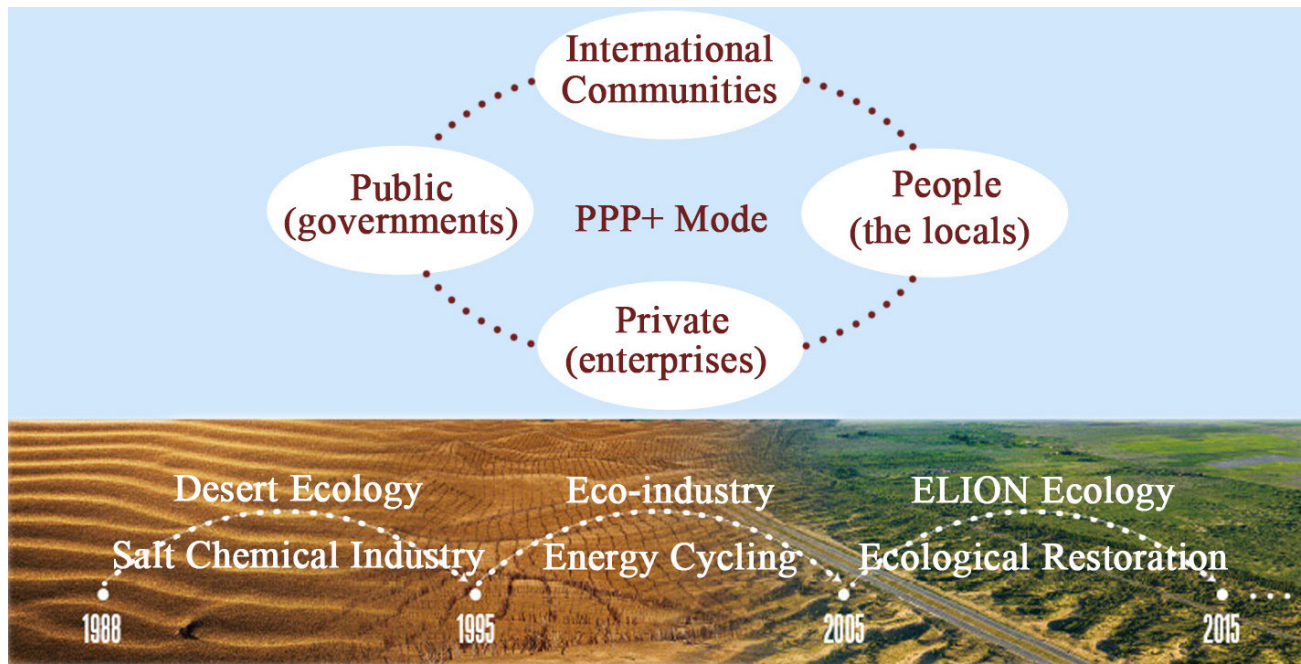 International
Communities
Public
(governments)
PPP+ Mode
People
(the locals)
Private
(enterprises)
Desert Ecology
Eco-industry
ELION Ecology
Salt Chemical Industry
Energy Cycling
Ecological Restoration
1988
1995
2005
2015